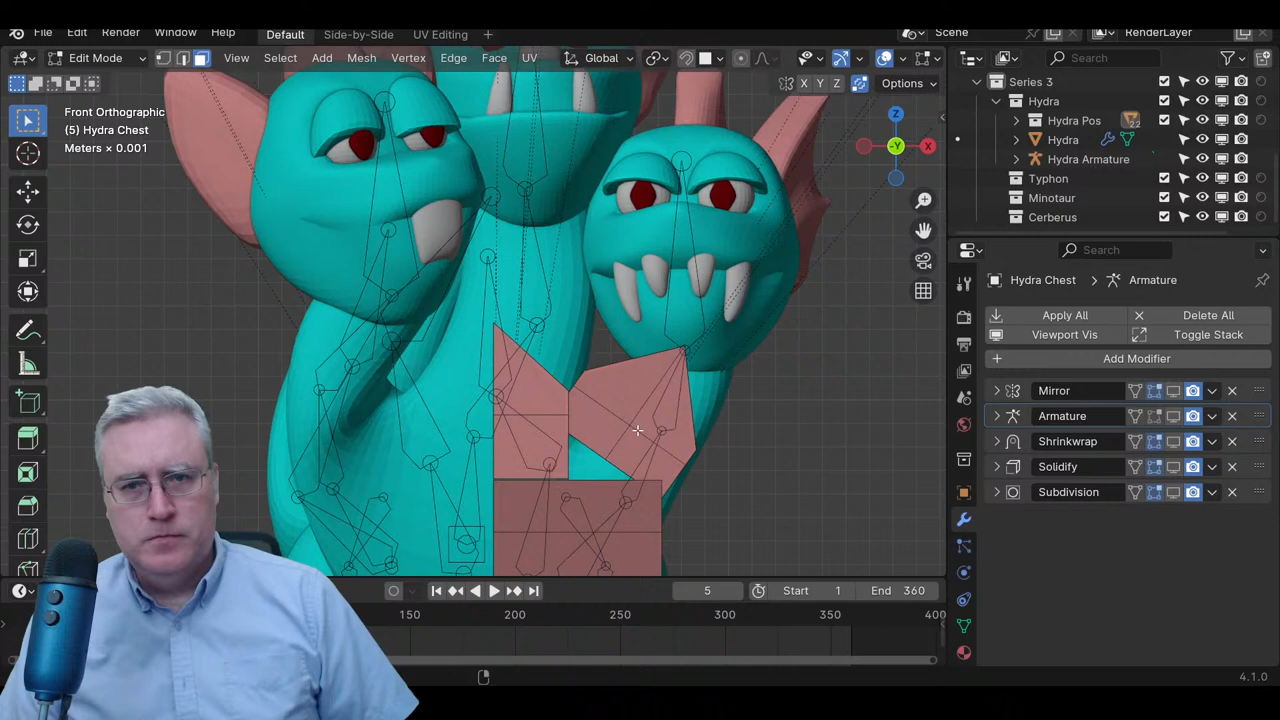 File Edit Render Window Help Default Side-by-Side UV Editing + Scene RenderLayer
Edit Mode View Select Add Mesh Vertex Edge Face UV Global
X Y Z Options
Front Orthographic
(5) Hydra Chest
Meters × 0.001
Z
-Y
X
Search
Series 3
Hydra
Hydra Pos 22
Hydra
Hydra Armature
Typhon
Minotaur
Cerberus
Search
Hydra Chest > Armature
Apply All Delete All
Viewport Vis Toggle Stack
Add Modifier
Mirror
Armature
Shrinkwrap
Solidify
Subdivision
5 Start 1 End 360
150 200 250 300 350 400
4.1.0